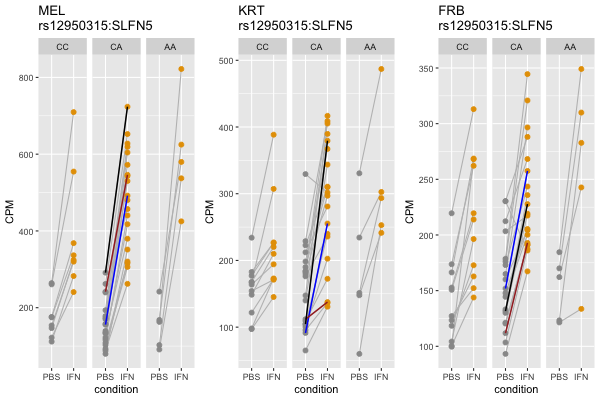 MEL
rs12950315:SLFN5
CC CA AA
CPM
800
600
400
200
PBS IFN PBS IFN PBS IFN
condition
KRT
rs12950315:SLFN5
CC CA AA
CPM
500
400
300
200
100
PBS IFN PBS IFN PBS IFN
condition
FRB
rs12950315:SLFN5
CC CA AA
CPM
350
300
250
200
150
100
PBS IFN PBS IFN PBS IFN
condition